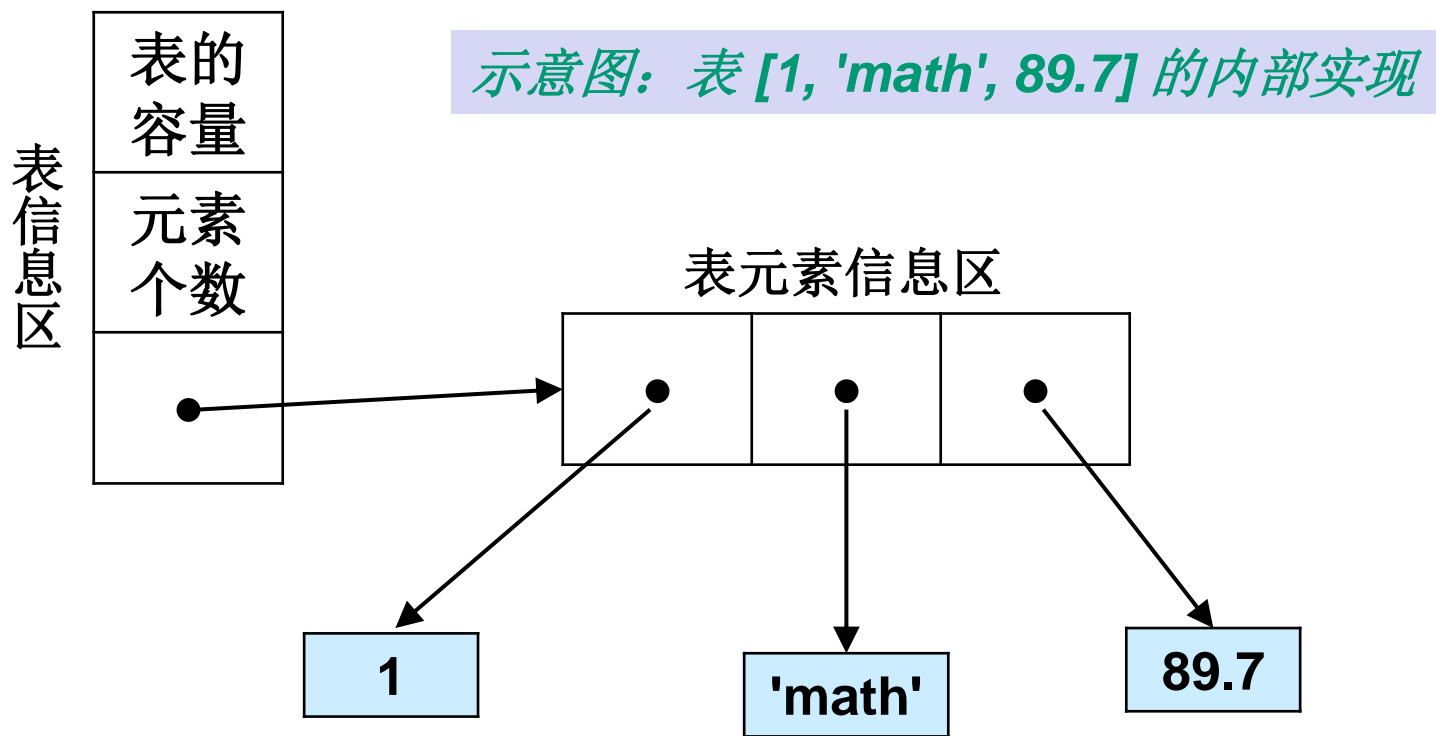 示意图：表 [1, 'math', 89.7] 的内部实现
表信息区
表的
容量
元素
个数
表元素信息区
1
'math'
89.7